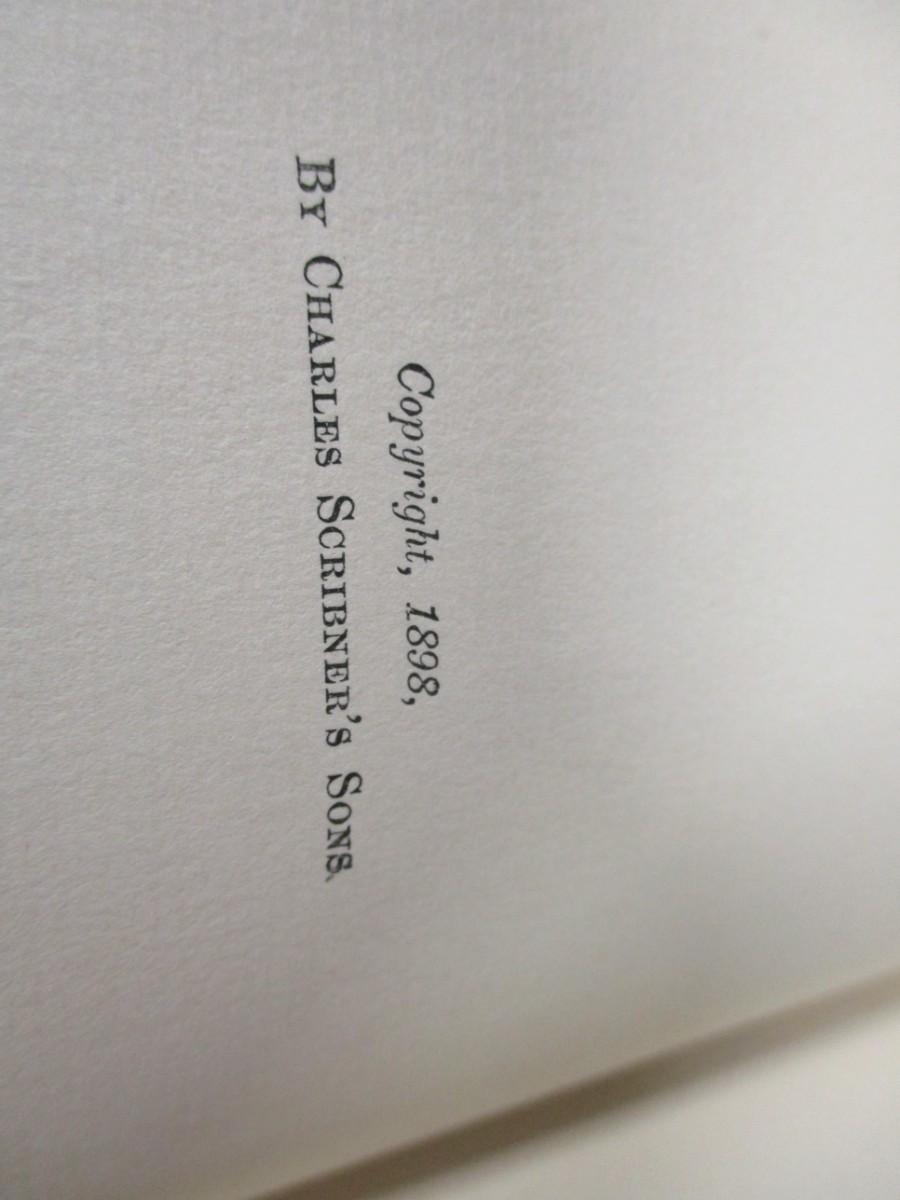 Copyright, 1898,
By Charles Scribner's Sons.